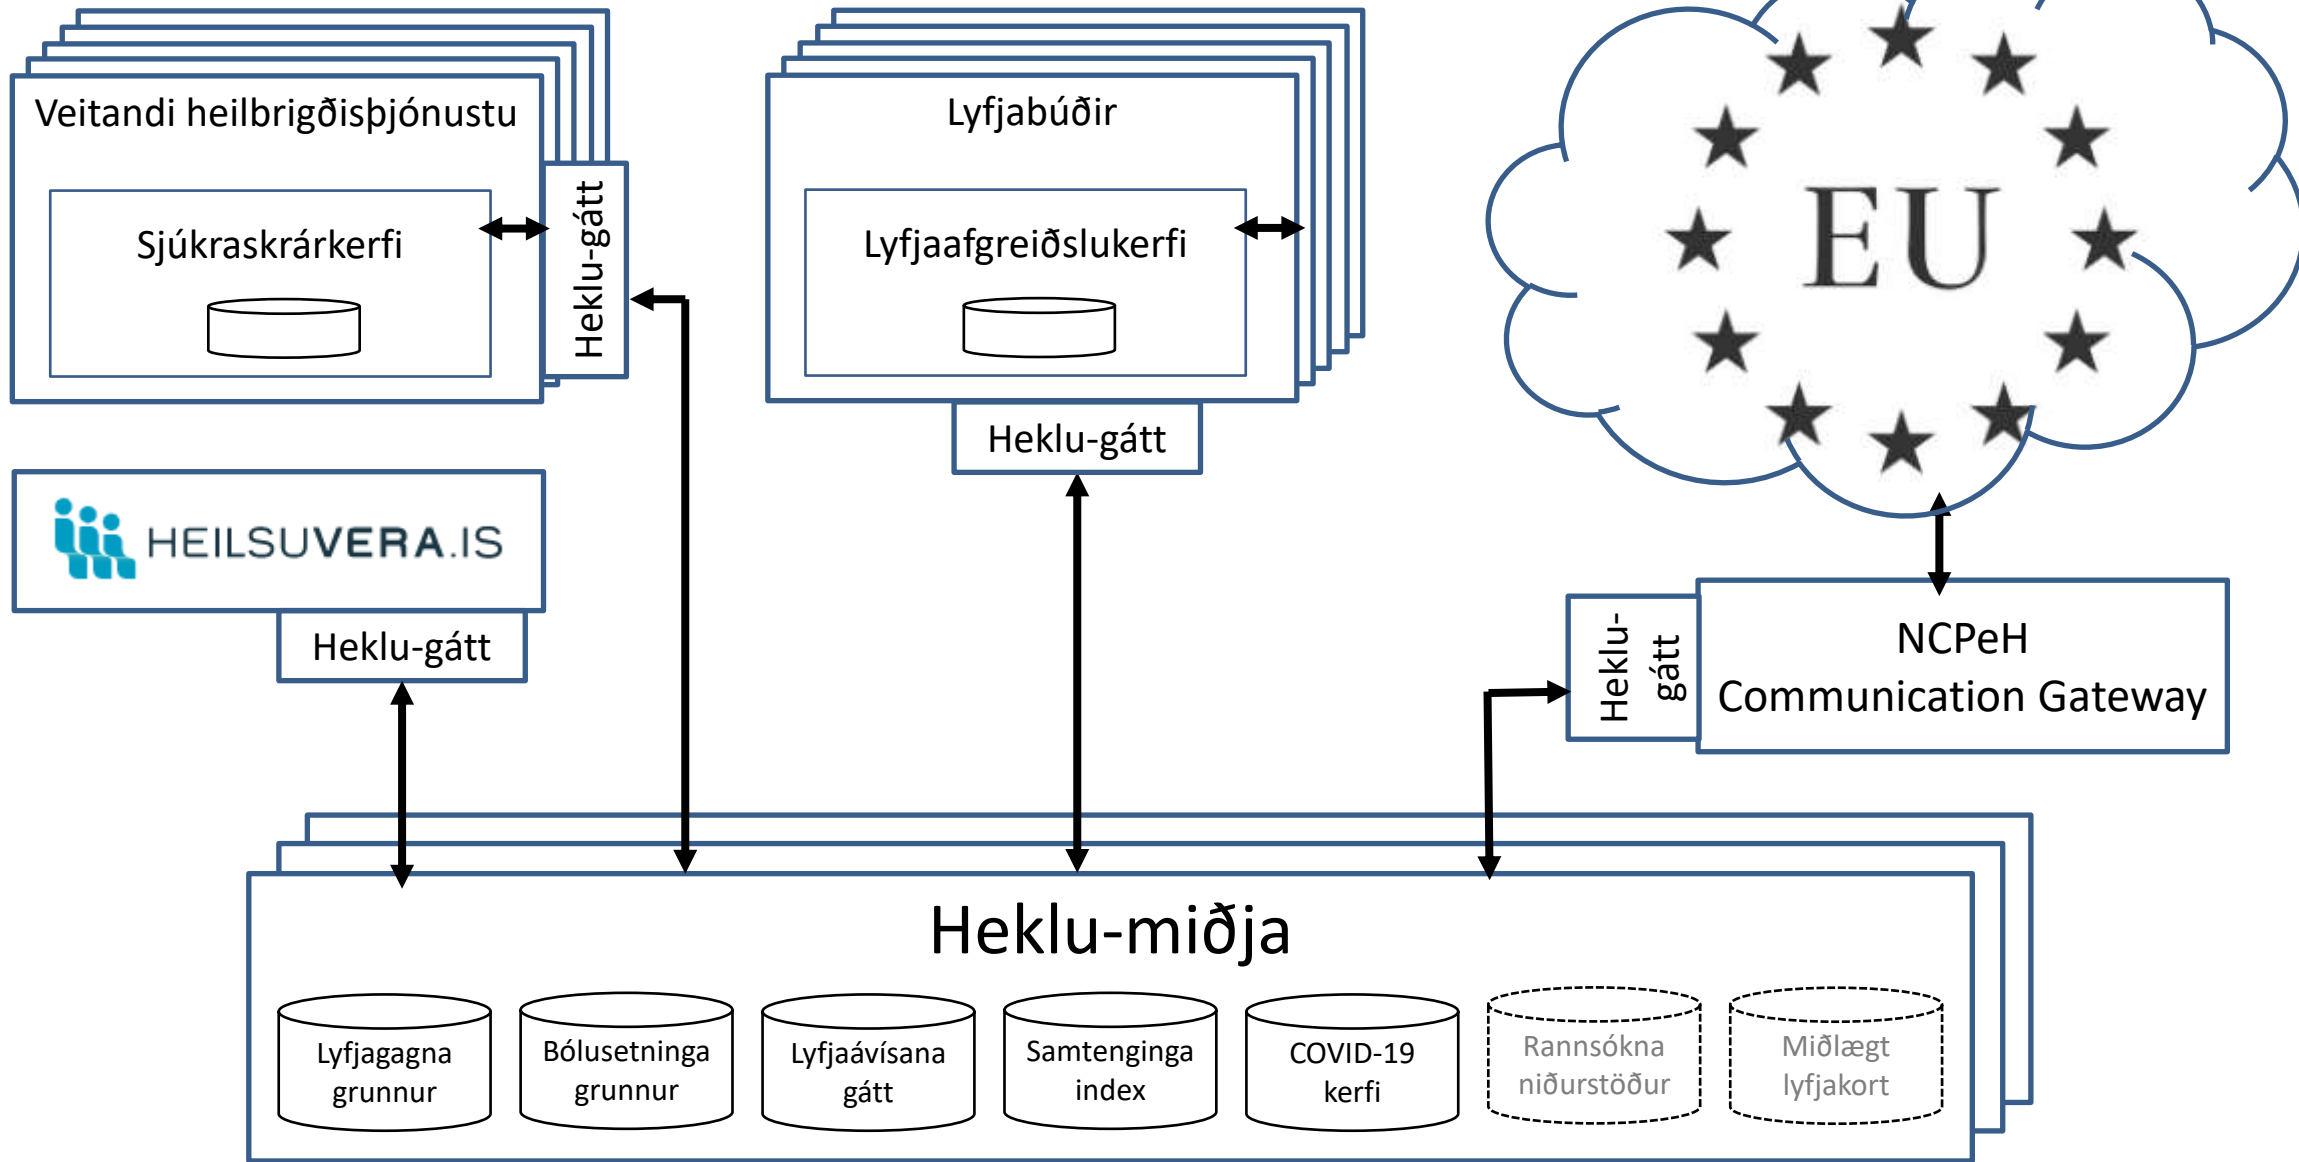 Veitandi heilbrigðisþjónustu
Sjúkraskrárkerfi
Heklu-gátt
Lyfjabúðir
Lyfjaafgreiðslukerfi
Heklu-gátt
EU
HEILSUVERA.IS
Heklu-gátt
Heklu-
gátt
NCPeH
Communication Gateway
Heklu-miðja
Lyfjagagna
grunnur
Bólusetninga
grunnur
Lyfjaávísana
gátt
Samtenginga
index
COVID-19
kerfi
Rannsókna
niðurstöður
Miðlægt
lyfjakort